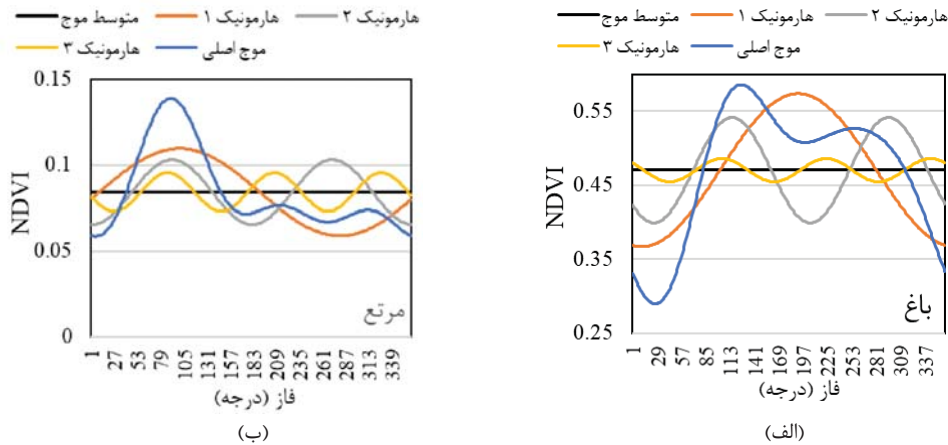 متوسط موج هارمونیک ۱ هارمونیک ۲
هارمونیک ۳ موج اصلی
0.55
0.45
0.35
0.25
NDVI
باغ
1 29 57 85 113 141 169 197 225 253 281 309 337
فاز (درجه)
(الف)
متوسط موج هارمونیک ۱ هارمونیک ۲
هارمونیک ۳ موج اصلی
0.15
0.1
0.05
0
NDVI
مرتع
1 27 53 79 105 131 157 183 209 235 261 287 313 339
فاز (درجه)
(ب)